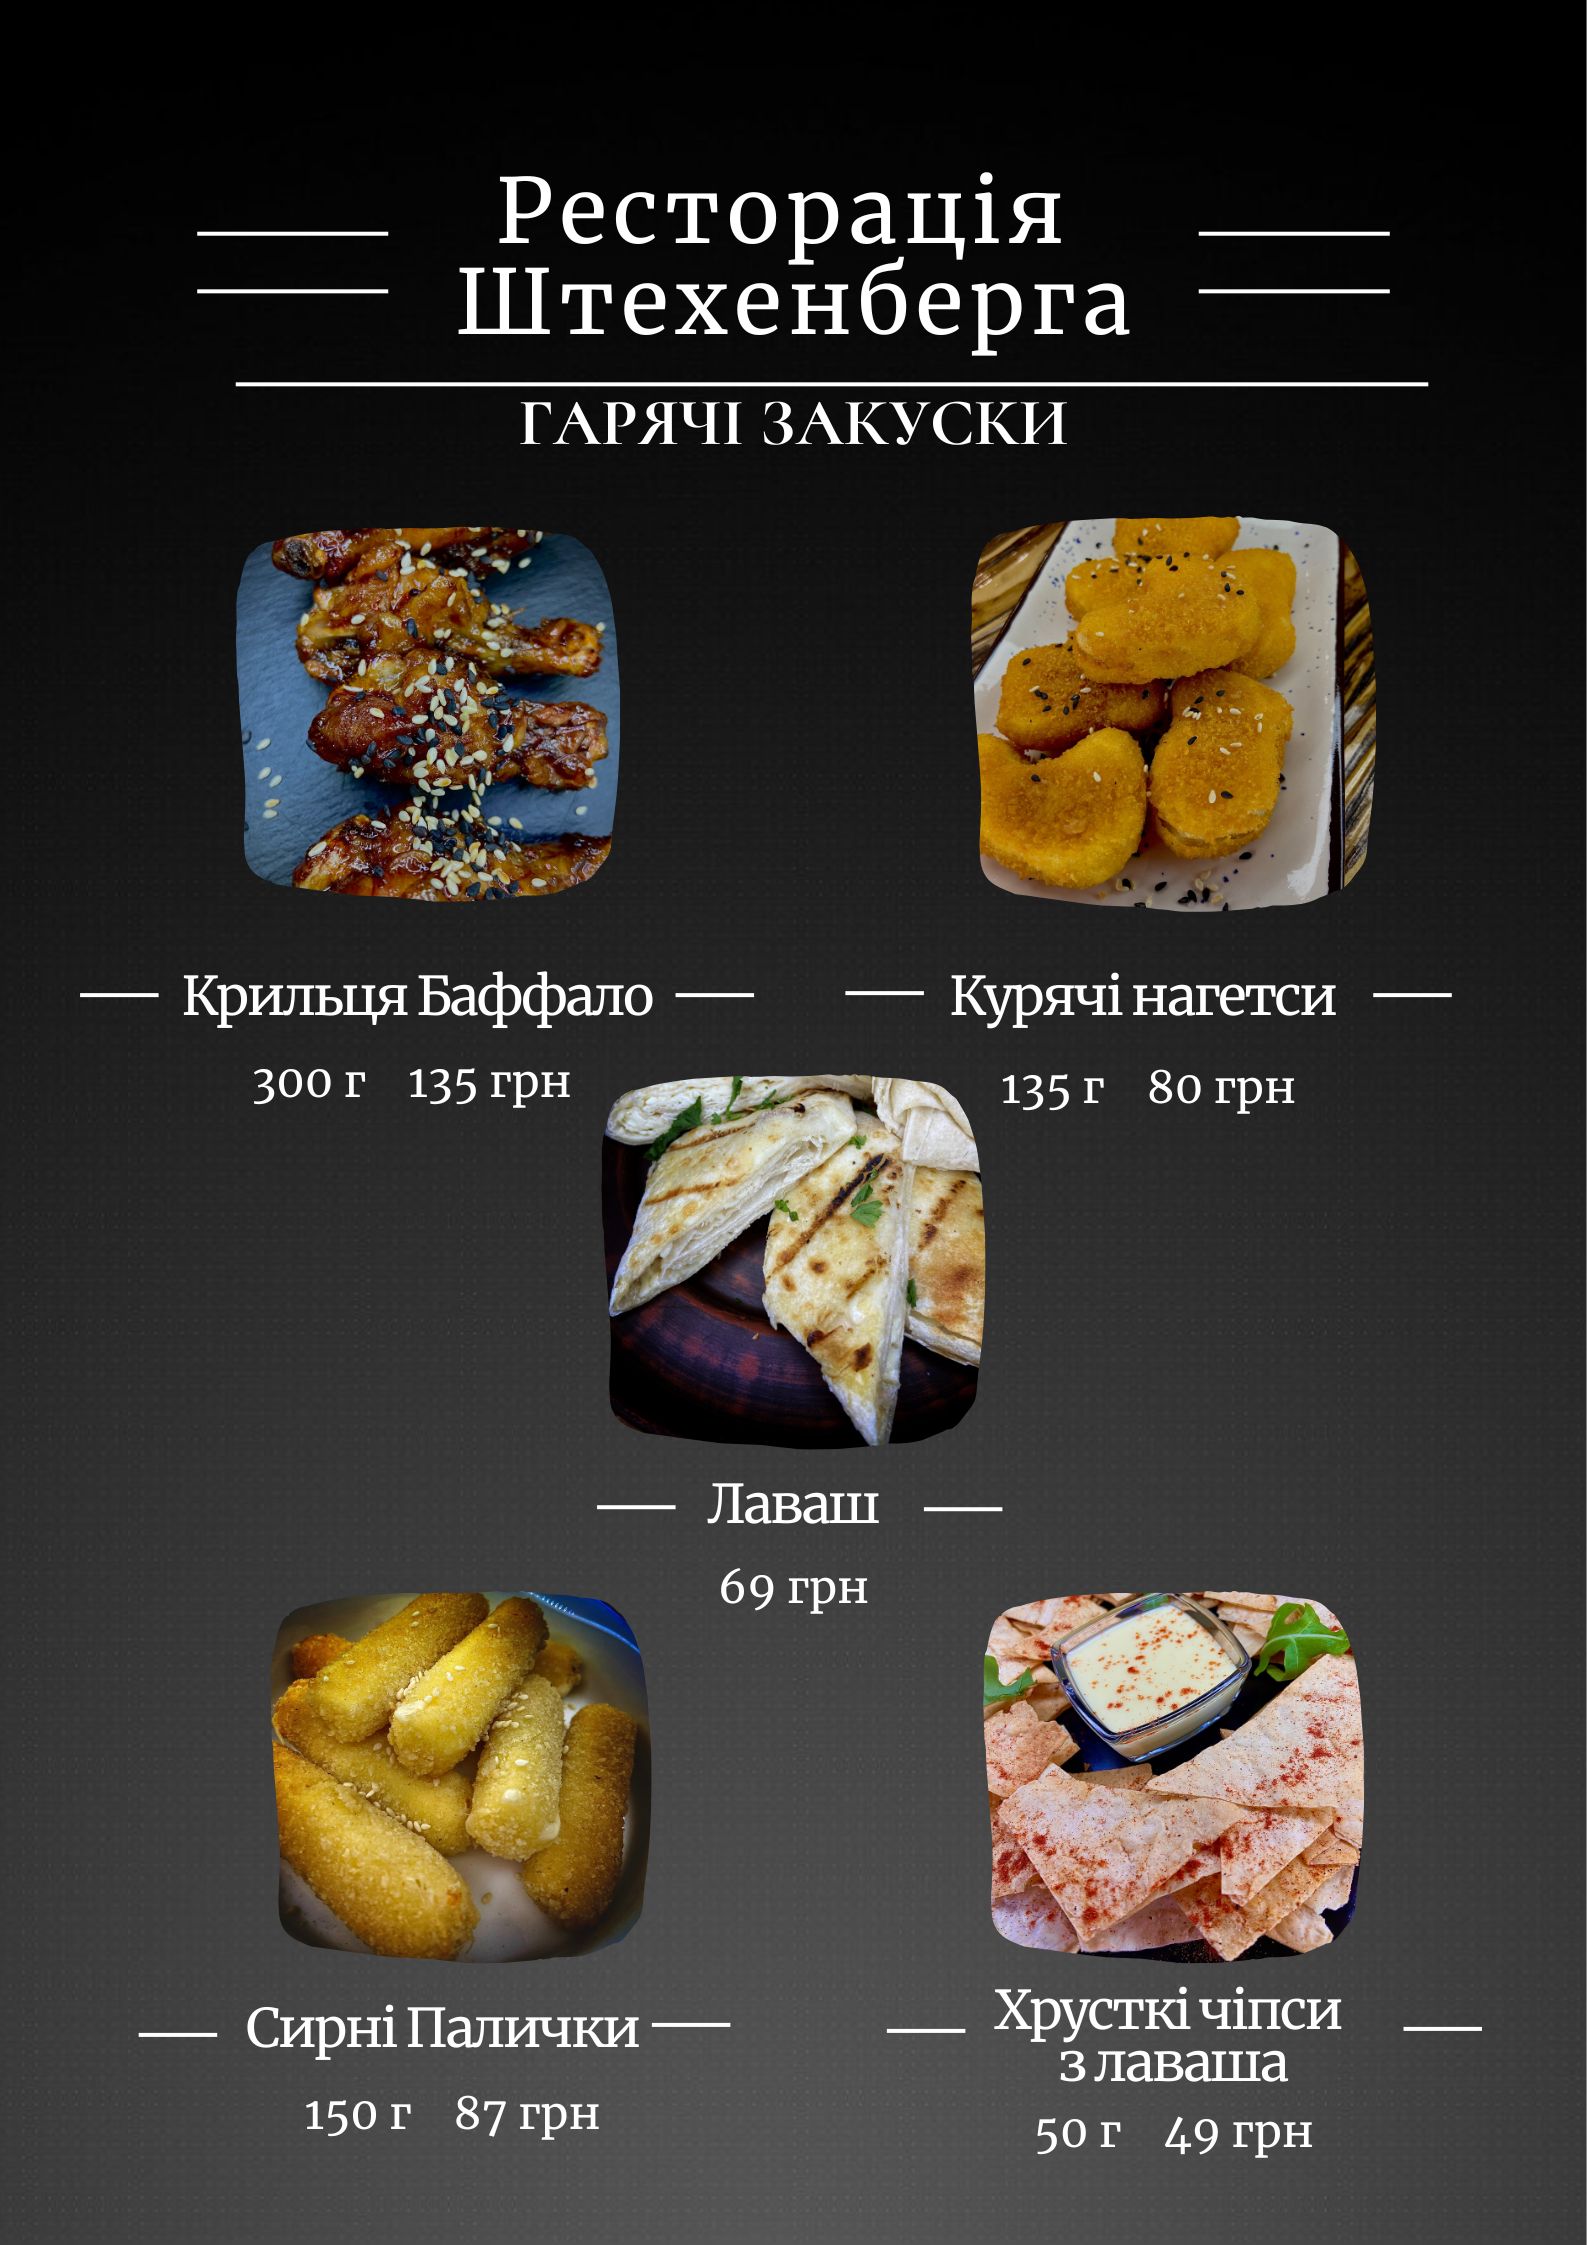 Ресторація
Штехенберга
ГАРЯЧІ ЗАКУСКИ
Крильця Баффало
300 г 135 грн
Курячі нагетси
135 г 80 грн
Лаваш
69 грн
Сирні Палички
150 г 87 грн
Хрусткі чіпси
з лаваша
50 г 49 грн